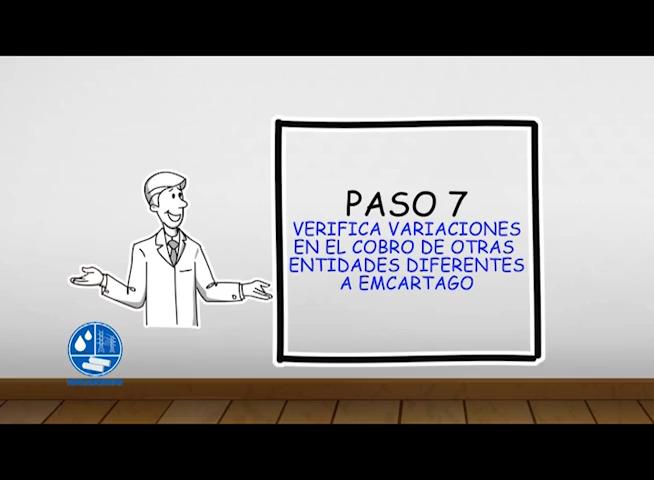 PASO 7
VERIFICA VARIACIONES
EN EL COBRO DE OTRAS
ENTIDADES DIFERENTES
A EMCARTAGO